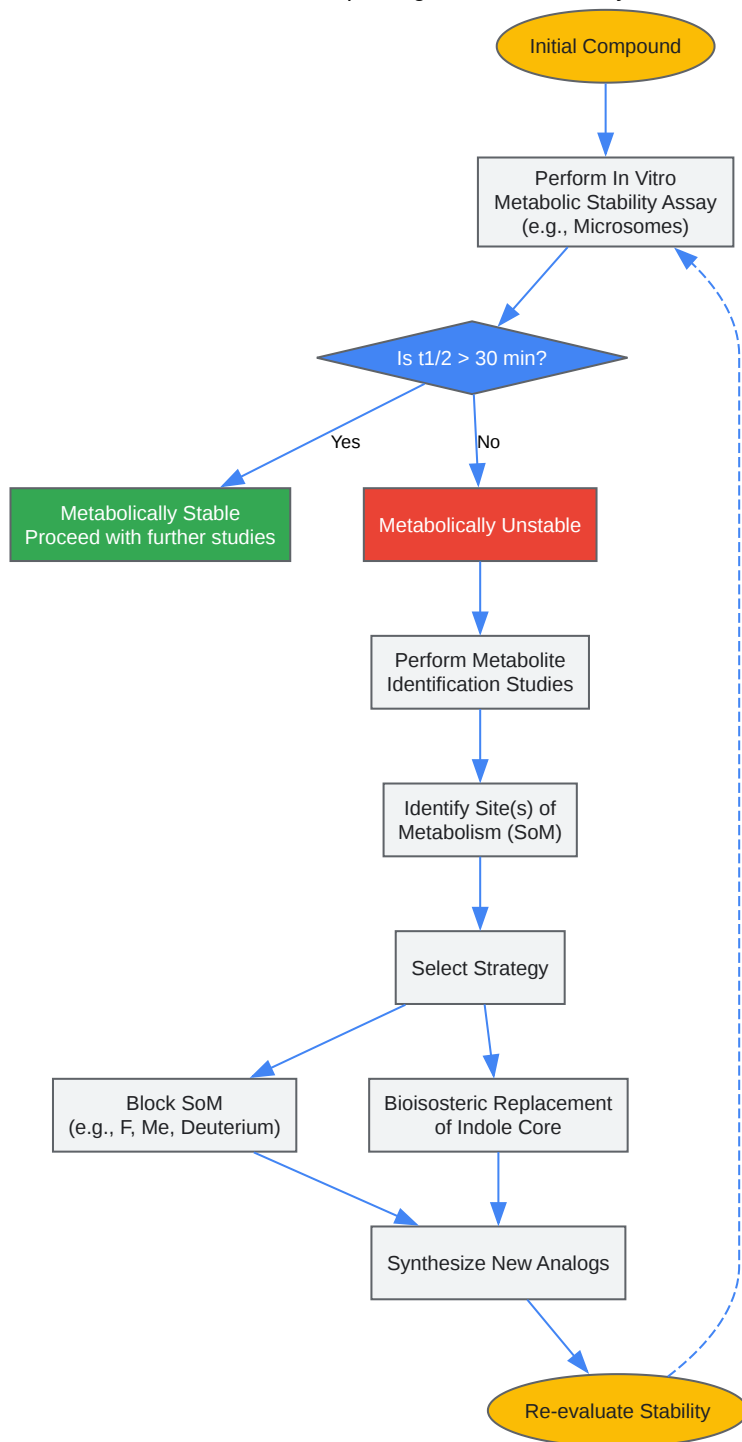 Initial Compound
Perform In Vitro
Metabolic Stability Assay
(e.g., Microsomes)
Is t1/2 > 30 min?
Yes
No
Metabolically Stable
Proceed with further studies
Metabolically Unstable
Perform Metabolite
Identification Studies
Identify Site(s) of
Metabolism (SoM)
Select Strategy
Block SoM
(e.g., F, Me, Deuterium)
Bioisosteric Replacement
of Indole Core
Synthesize New Analogs
Re-evaluate Stability